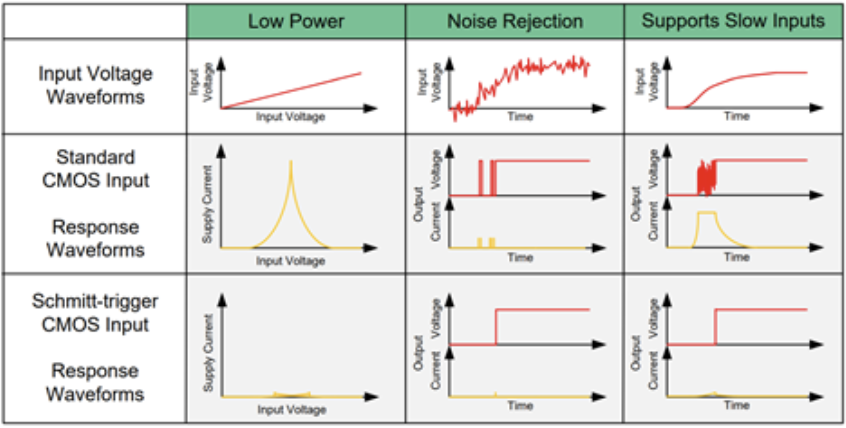 Low Power
Noise Rejection
Supports Slow Inputs
Input Voltage
Waveforms
Input
Voltage
Input Voltage
Input
Voltage
Time
Input
Voltage
Time
Standard
CMOS Input
Response
Waveforms
Supply Current
Input Voltage
Output
Voltage
Current
Time
Output
Voltage
Current
Time
Schmitt-trigger
CMOS Input
Response
Waveforms
Supply Current
Input Voltage
Output
Voltage
Current
Time
Output
Voltage
Current
Time